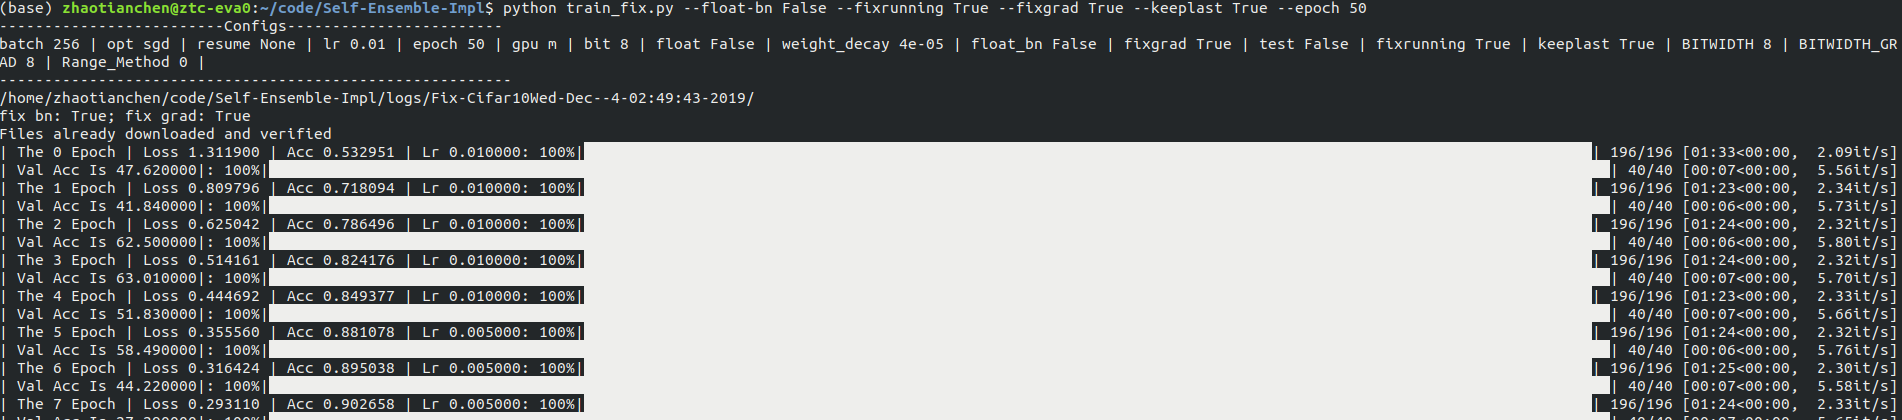 (base) zhaotianchen@ztc-eva0:~/code/Self-Ensemble-Impl$ python train_fix.py --float-bn False --fixrunning True --fixgrad True --keeplast True --epoch 50
-------------------------Configs------------------------
batch 256 | opt sgd | resume None | lr 0.01 | epoch 50 | gpu m | bit 8 | float False | weight_decay 4e-05 | float_bn False | fixgrad True | test False | fixrunning True | keeplast True | BITWIDTH 8 | BITWIDTH_GR
AD 8 | Range_Method 0 |
---------------------------------------------------------
/home/zhaotianchen/code/Self-Ensemble-Impl/logs/Fix-Cifar10Wed-Dec--4-02:49:43-2019/
fix bn: True; fix grad: True
Files already downloaded and verified
| The 0 Epoch | Loss 1.311900 | Acc 0.532951 | Lr 0.010000: 100%| | 196/196 [01:33<00:00, 2.09it/s]
| Val Acc Is 47.620000|: 100%| | 40/40 [00:07<00:00, 5.56it/s]
| The 1 Epoch | Loss 0.809796 | Acc 0.718094 | Lr 0.010000: 100%| | 196/196 [01:23<00:00, 2.34it/s]
| Val Acc Is 41.840000|: 100%| | 40/40 [00:06<00:00, 5.73it/s]
| The 2 Epoch | Loss 0.625042 | Acc 0.786496 | Lr 0.010000: 100%| | 196/196 [01:24<00:00, 2.32it/s]
| Val Acc Is 62.500000|: 100%| | 40/40 [00:06<00:00, 5.80it/s]
| The 3 Epoch | Loss 0.514161 | Acc 0.824176 | Lr 0.010000: 100%| | 196/196 [01:24<00:00, 2.32it/s]
| Val Acc Is 63.010000|: 100%| | 40/40 [00:07<00:00, 5.70it/s]
| The 4 Epoch | Loss 0.444692 | Acc 0.849377 | Lr 0.010000: 100%| | 196/196 [01:23<00:00, 2.33it/s]
| Val Acc Is 51.830000|: 100%| | 40/40 [00:07<00:00, 5.66it/s]
| The 5 Epoch | Loss 0.355560 | Acc 0.881078 | Lr 0.005000: 100%| | 196/196 [01:24<00:00, 2.32it/s]
| Val Acc Is 58.490000|: 100%| | 40/40 [00:06<00:00, 5.76it/s]
| The 6 Epoch | Loss 0.316424 | Acc 0.895038 | Lr 0.005000: 100%| | 196/196 [01:25<00:00, 2.30it/s]
| Val Acc Is 44.220000|: 100%| | 40/40 [00:07<00:00, 5.58it/s]
| The 7 Epoch | Loss 0.293110 | Acc 0.902658 | Lr 0.005000: 100%| | 196/196 [01:24<00:00, 2.33it/s]